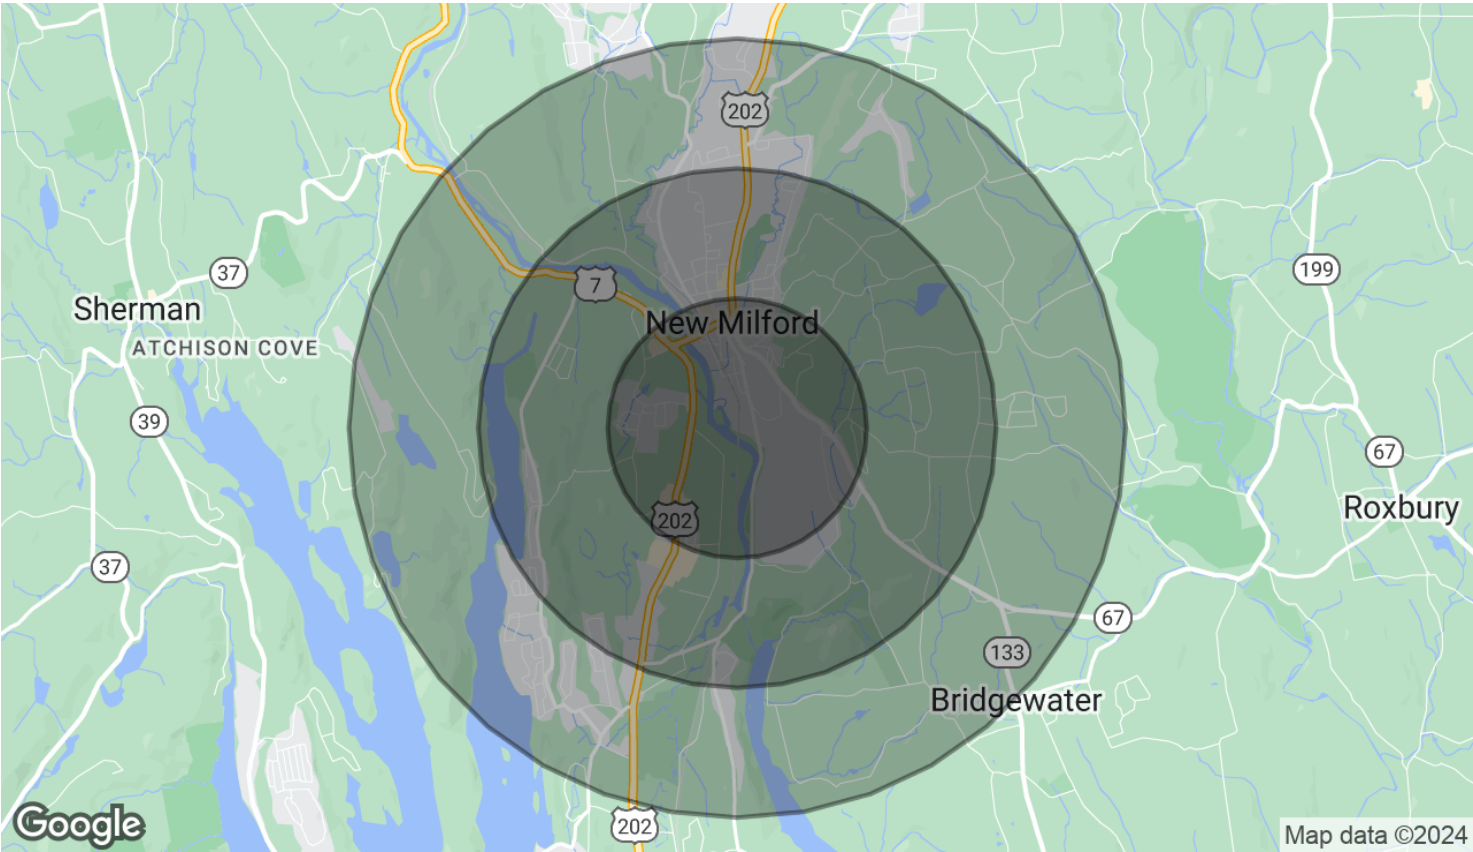 202
7
37
199
Sherman
New Milford
ATCHISON COVE
39
67
Roxbury
202
37
67
133
Bridgewater
202
Google
Map data ©2024